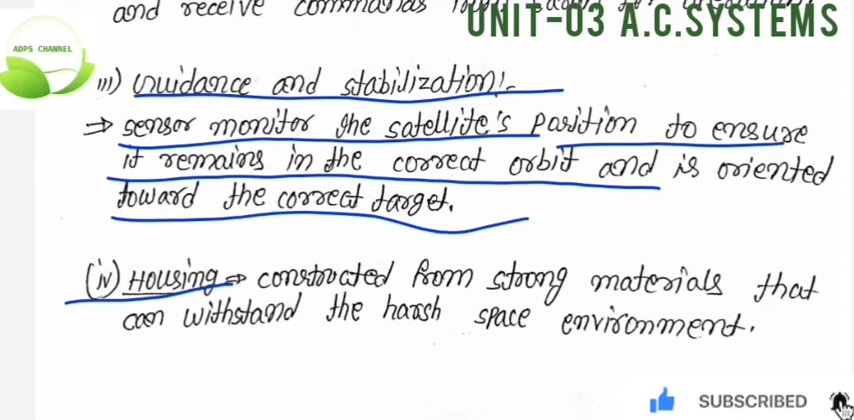 and receive commands
UNIT-03 A.C.SYSTEMS
ADPS CHANNEL
iii) Guidance and stabilization:-
⇒ sensor monitor the satellite's position to ensure
it remains in the correct orbit and is oriented
toward the correct target.
(iv) Housing ⇒ constructed from strong materials that
can withstand the harsh space environment.
SUBSCRIBED